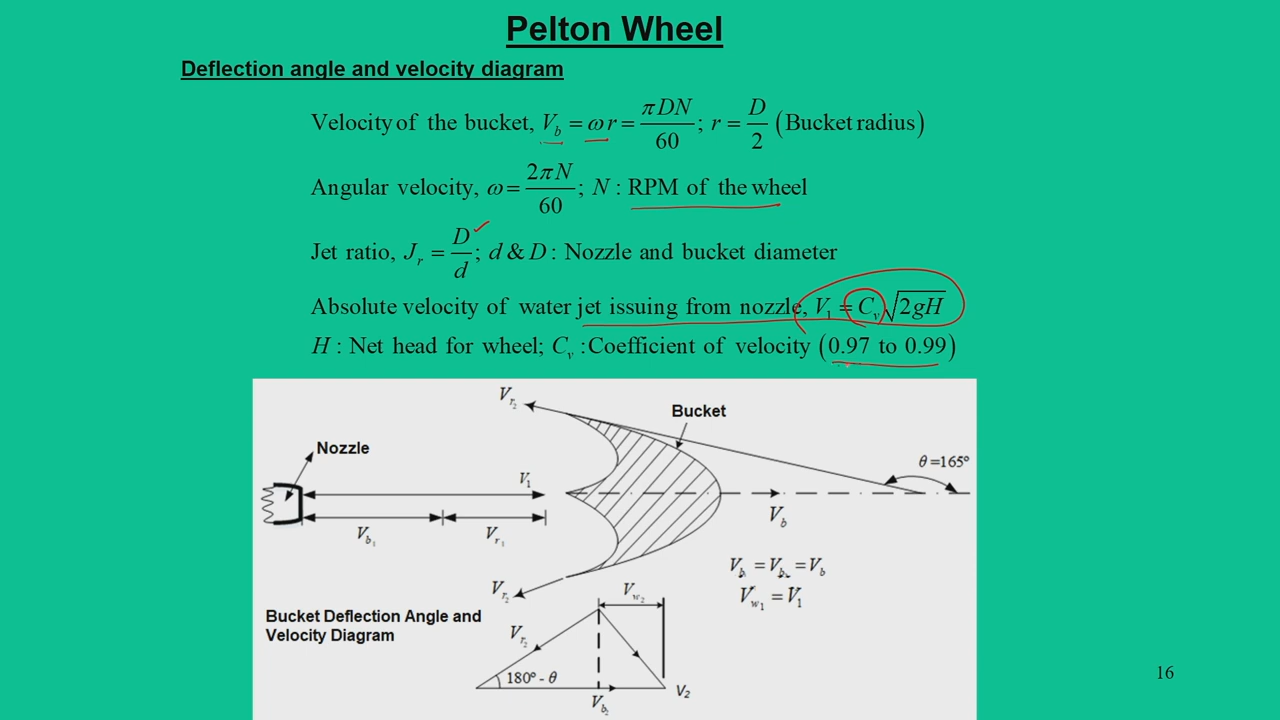 Pelton Wheel
Deflection angle and velocity diagram
Velocity of the bucket, V_b = ωr = πDN/60 ; r = D/2 (Bucket radius)
Angular velocity, ω = 2πN/60 ; N : RPM of the wheel
Jet ratio, J_r = D/d ; d & D : Nozzle and bucket diameter
Absolute velocity of water jet issuing from nozzle, V_1 = C_v √2gH
H : Net head for wheel; C_v :Coefficient of velocity (0.97 to 0.99)
V_r2
Bucket
Nozzle
θ =165°
V_1
V_b
V_b1
V_r1
V_b1 = V_b2 = V_b
V_w1 = V_1
V_r2
V_w2
Bucket Deflection Angle and
Velocity Diagram
V_r2
180° - θ
V_2
V_b2
16